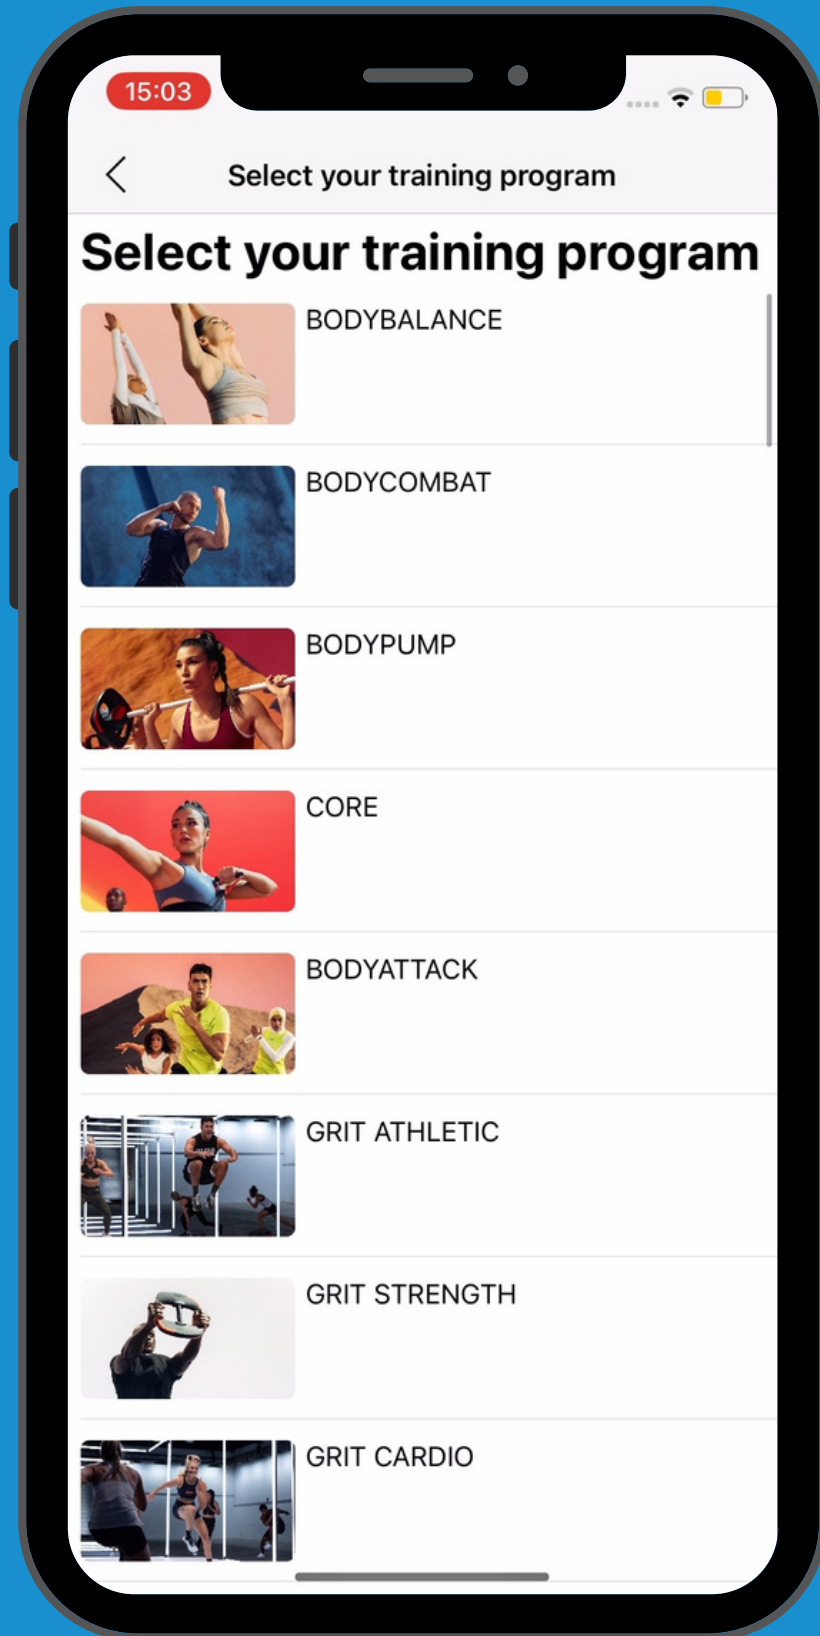 15:03
Select your training program
Select your training program
BODYBALANCE
BODYCOMBAT
BODYPUMP
CORE
BODYATTACK
GRIT ATHLETIC
GRIT STRENGTH
GRIT CARDIO